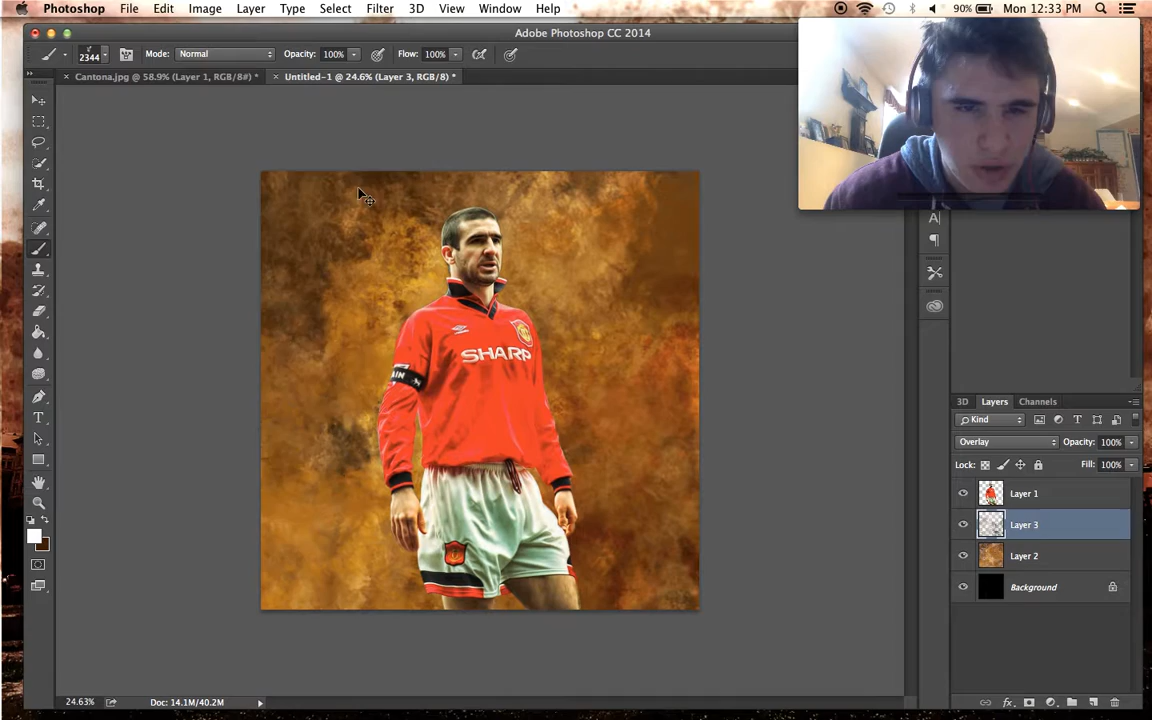 Photoshop File Edit Image Layer Type Select Filter 3D View Window Help 90% Mon 12:33 PM
Adobe Photoshop CC 2014
2344 Mode: Normal Opacity: 100% Flow: 100%
Cantona.jpg @ 58.9% (Layer 1, RGB/8#) * Untitled-1 @ 24.6% (Layer 3, RGB/8) *
A
SHARP
AIN
3D Layers Channels
Kind
Overlay Opacity: 100%
Lock: Fill: 100%
Layer 1
Layer 3
Layer 2
Background
T
24.63% Doc: 14.1M/40.2M